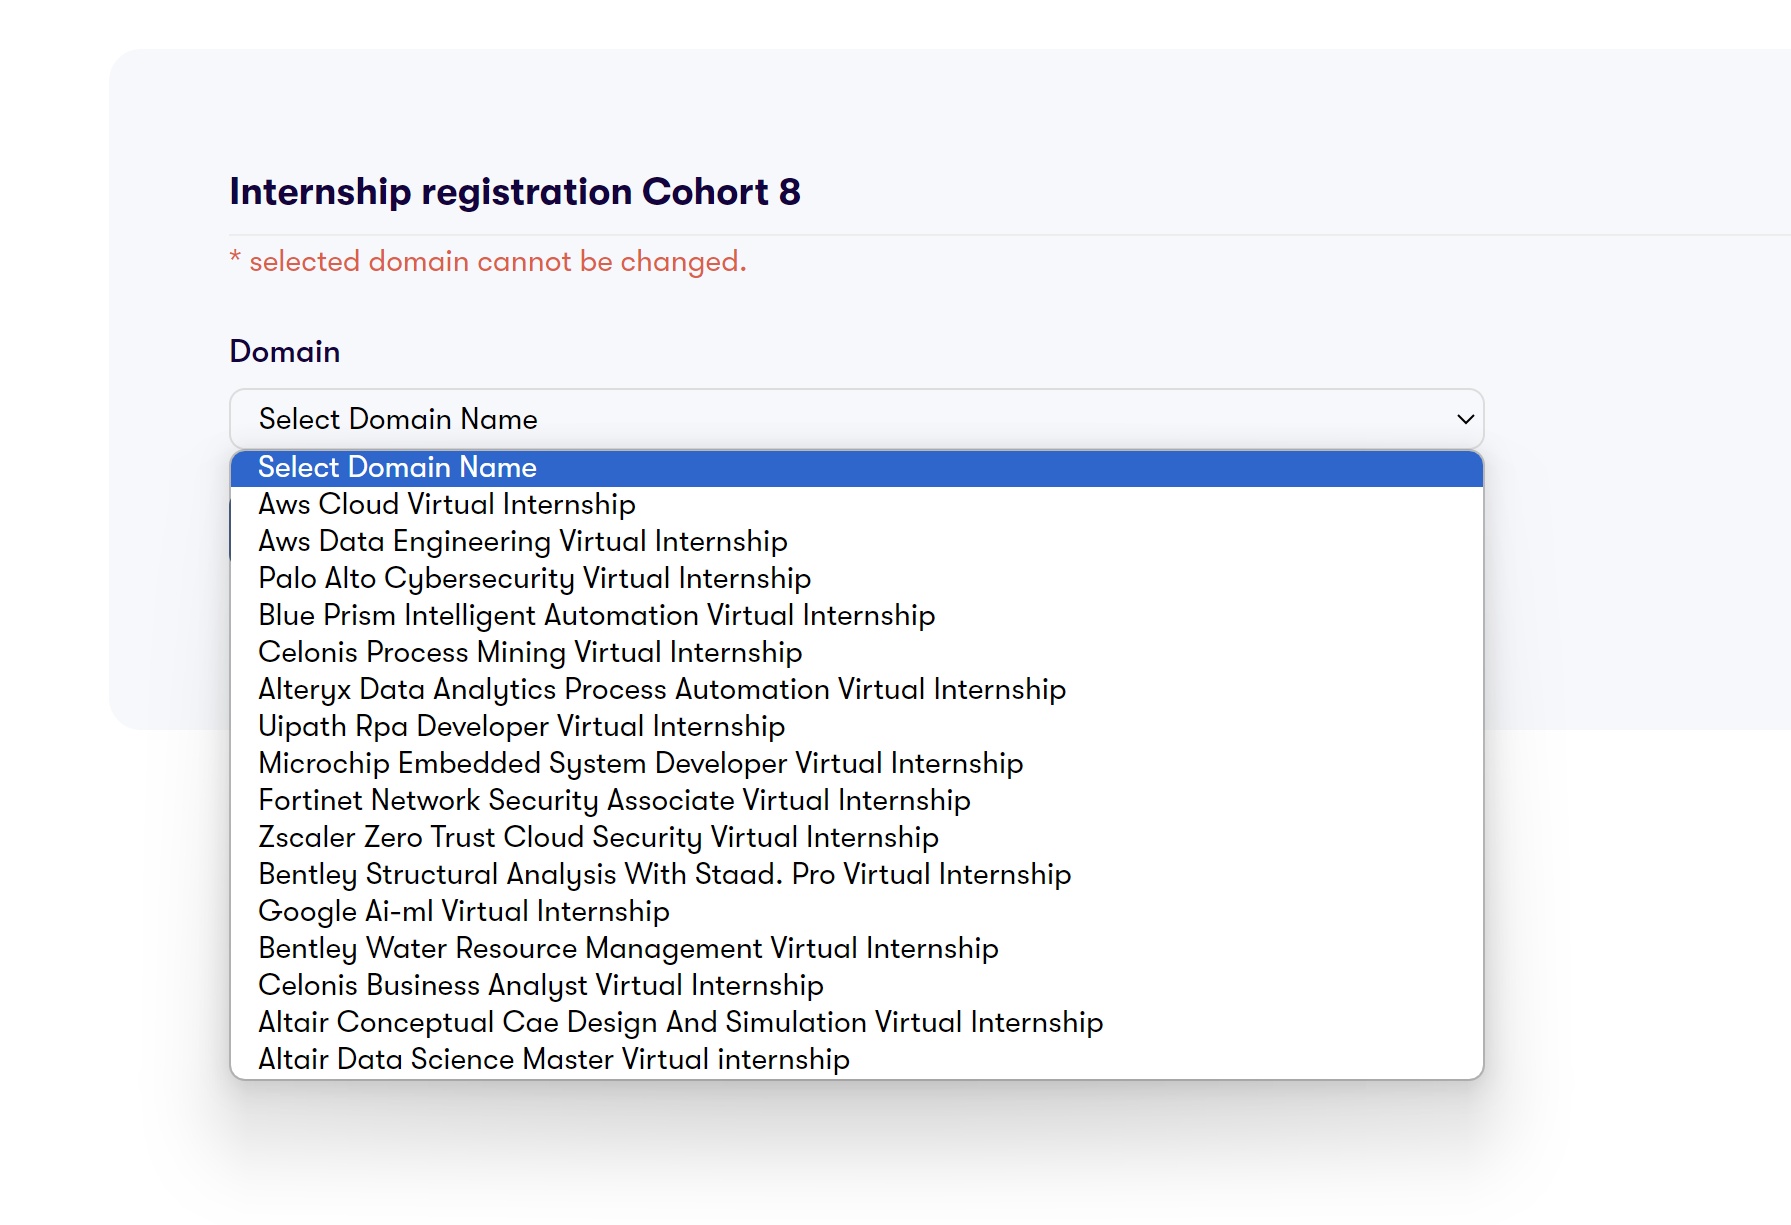 Internship registration Cohort 8
* selected domain cannot be changed.
Domain
Select Domain Name
Select Domain Name
Aws Cloud Virtual Internship
Aws Data Engineering Virtual Internship
Palo Alto Cybersecurity Virtual Internship
Blue Prism Intelligent Automation Virtual Internship
Celonis Process Mining Virtual Internship
Alteryx Data Analytics Process Automation Virtual Internship
Uipath Rpa Developer Virtual Internship
Microchip Embedded System Developer Virtual Internship
Fortinet Network Security Associate Virtual Internship
Zscaler Zero Trust Cloud Security Virtual Internship
Bentley Structural Analysis With Staad. Pro Virtual Internship
Google Ai-ml Virtual Internship
Bentley Water Resource Management Virtual Internship
Celonis Business Analyst Virtual Internship
Altair Conceptual Cae Design And Simulation Virtual Internship
Altair Data Science Master Virtual internship